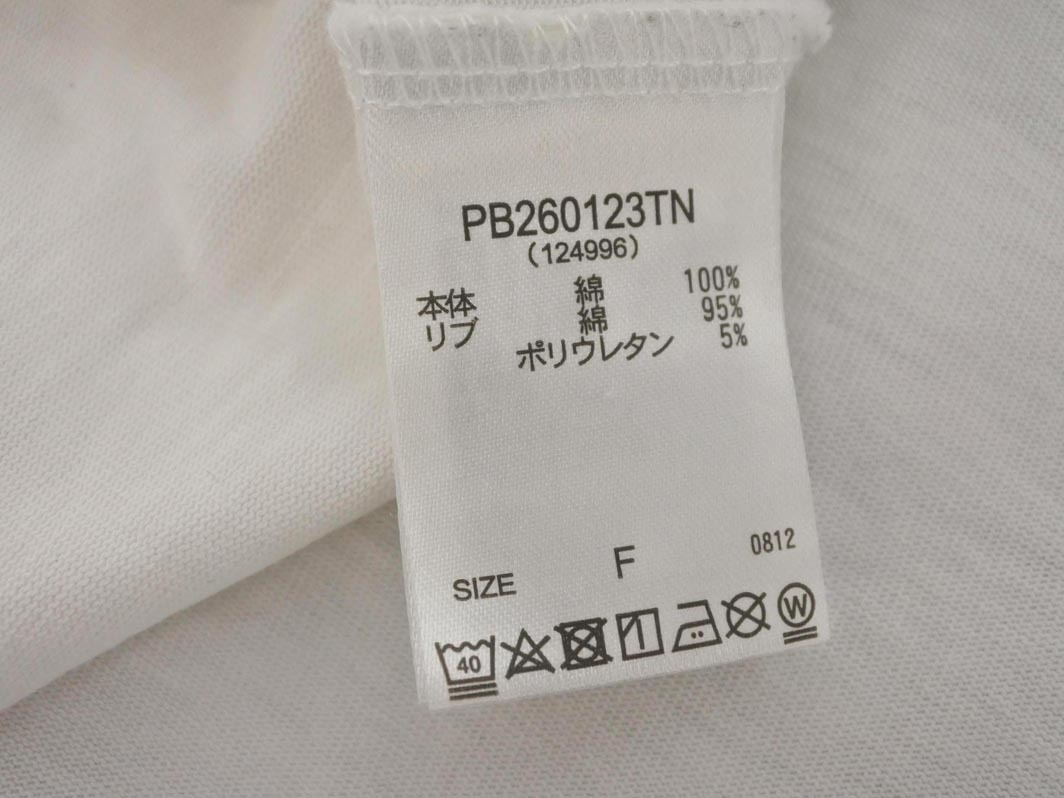 PB260123TN
(124996)
本体 綿 100%
リブ 綿 95%
ポリウレタン 5%
SIZE F 0812
40 W